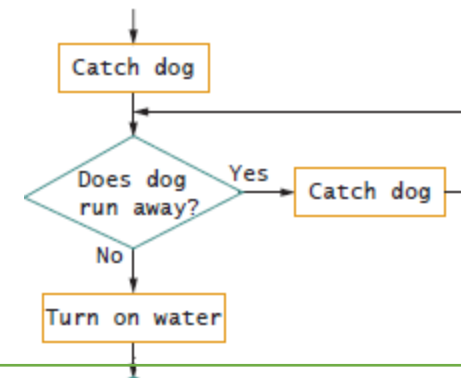 Catch dog
Does dog
run away?
Yes
Catch dog
No
Turn on water